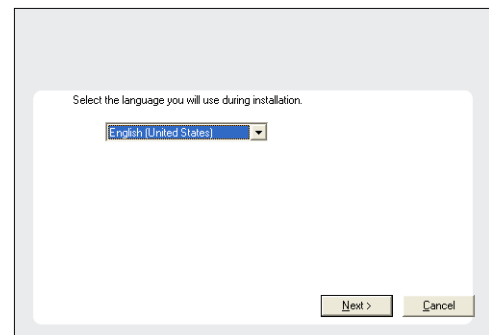 Select the language you will use during installation.
English (United States)
Next >
Cancel